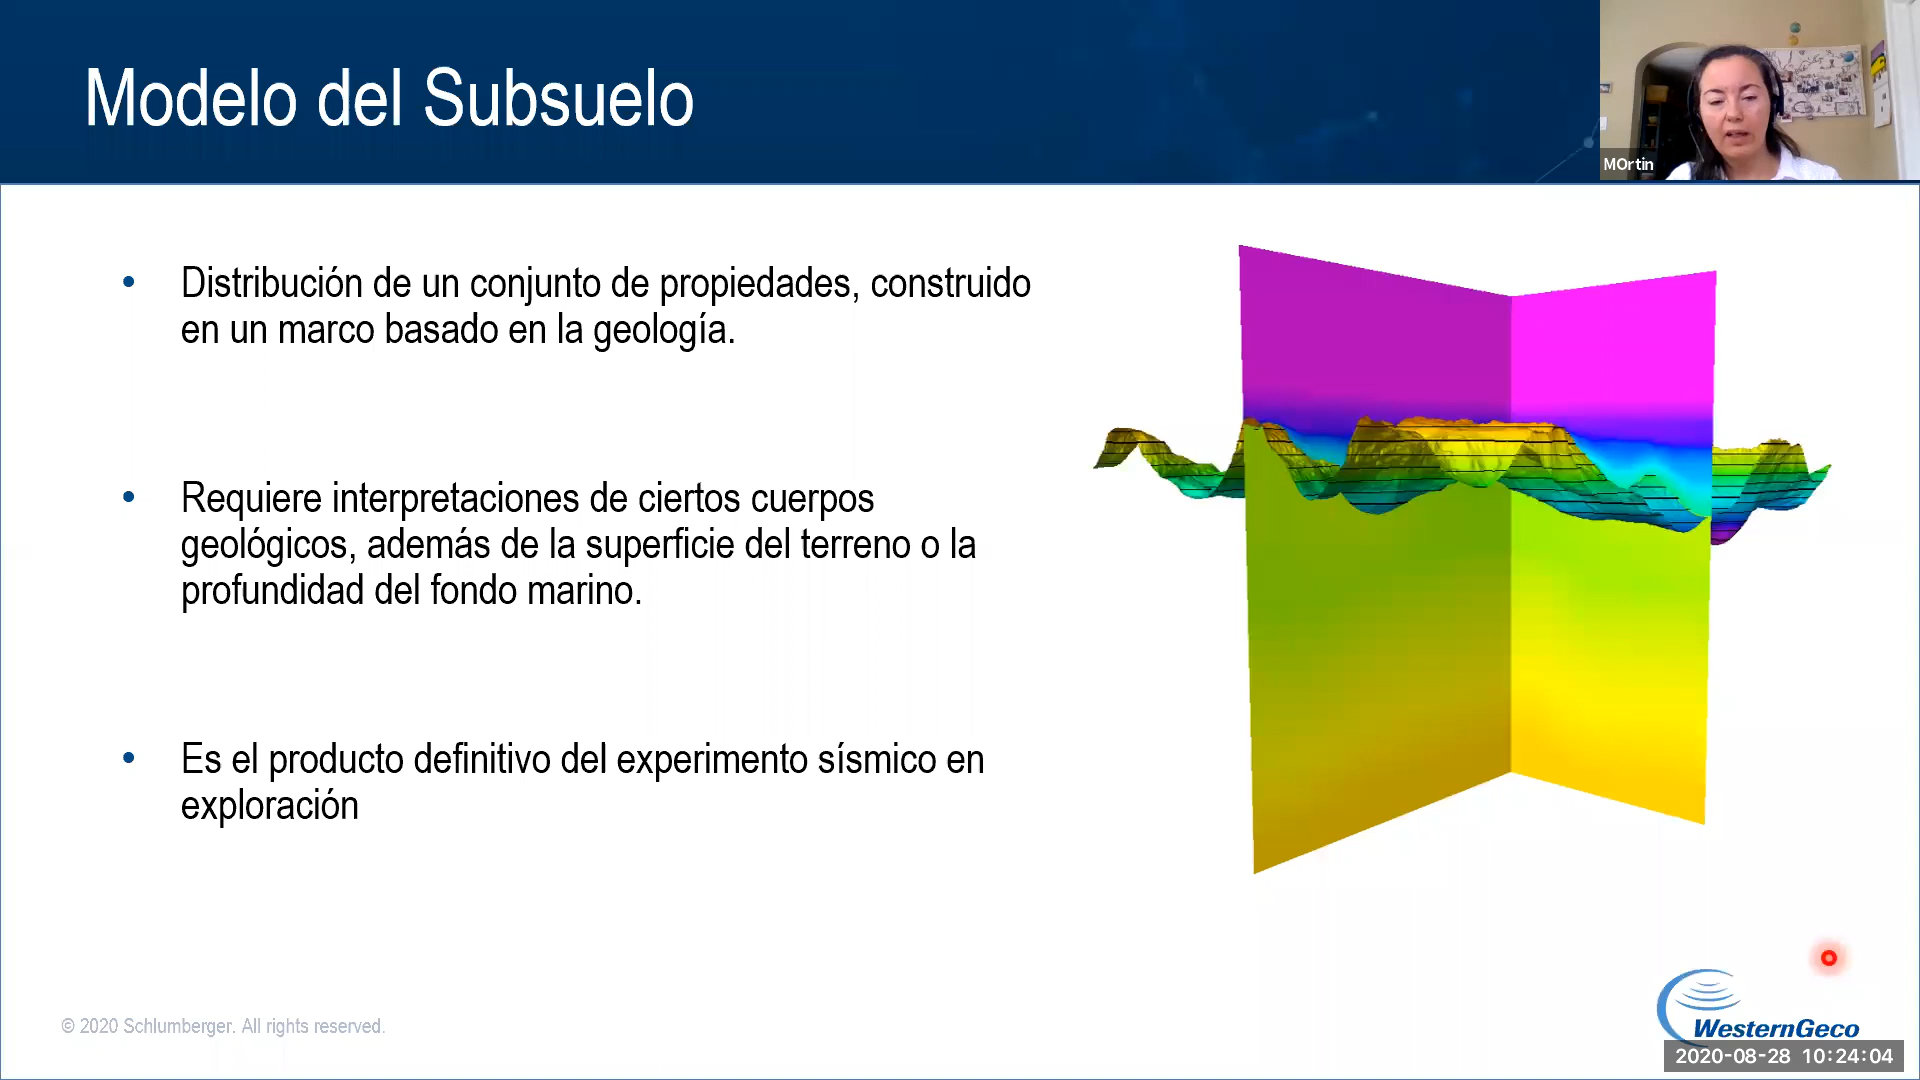 Modelo del Subsuelo
MOrtin
• Distribución de un conjunto de propiedades, construido
en un marco basado en la geología.
• Requiere interpretaciones de ciertos cuerpos
geológicos, además de la superficie del terreno o la
profundidad del fondo marino.
• Es el producto definitivo del experimento sísmico en
exploración
© 2020 Schlumberger. All rights reserved.
WesternGeco
2020-08-28 10:24:04